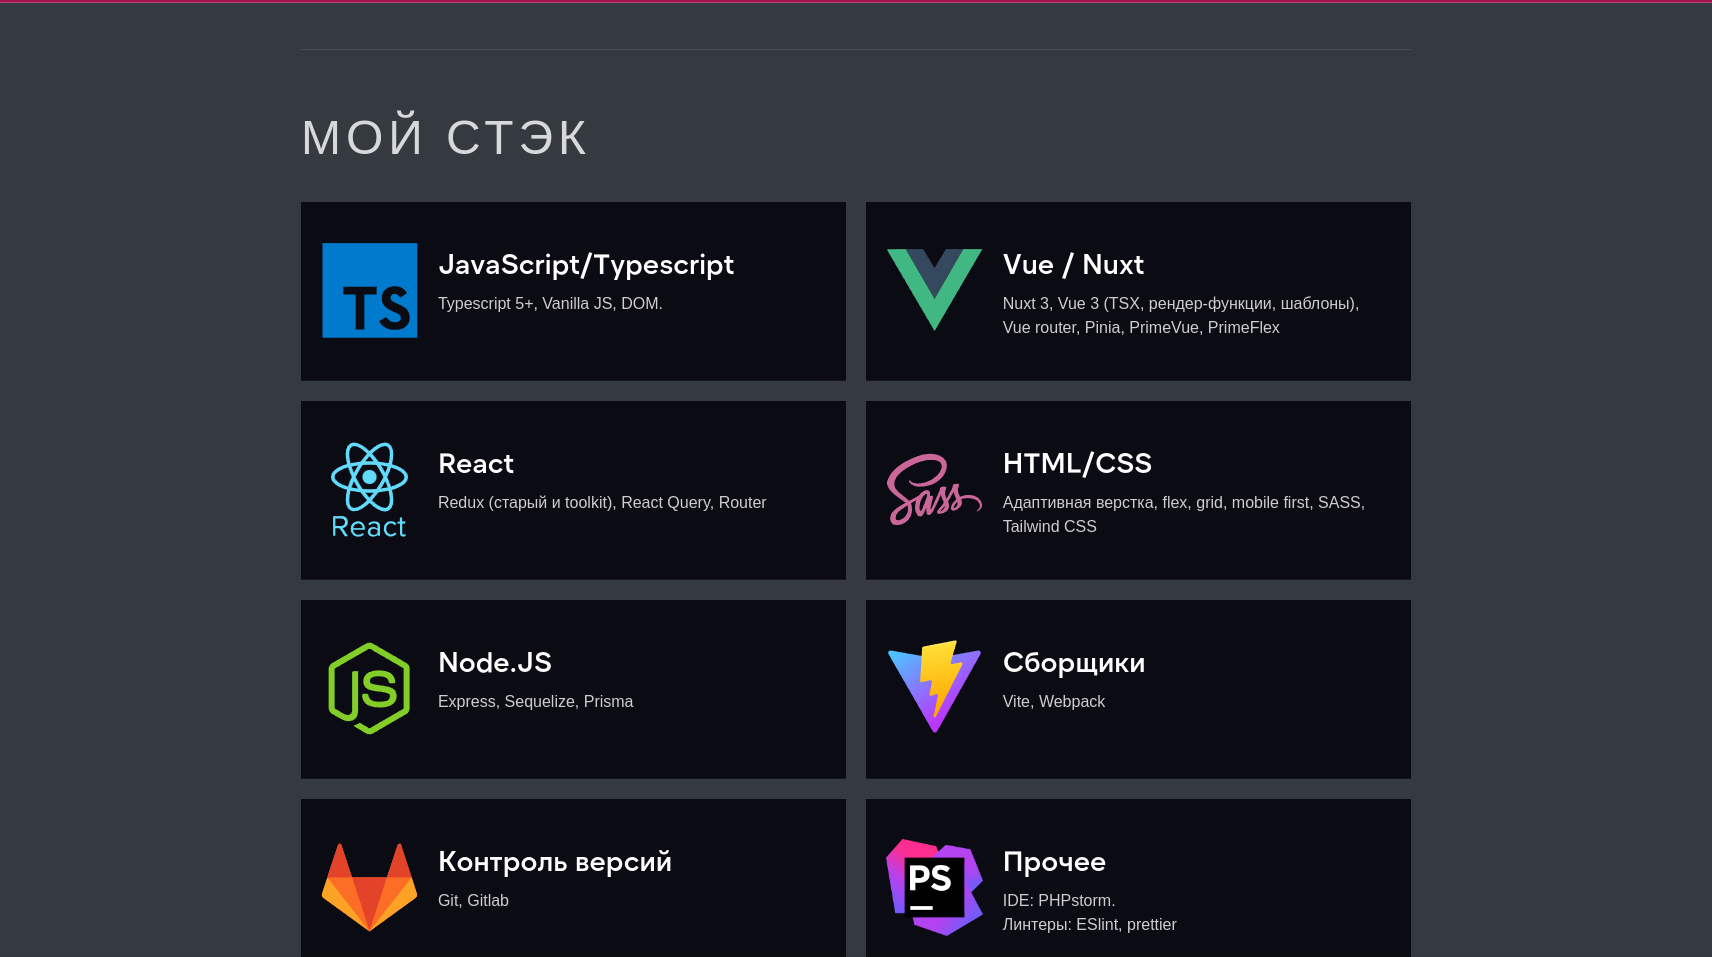 МОЙ СТЭК
TS
JavaScript/Typescript
Typescript 5+, Vanilla JS, DOM.
Vue / Nuxt
Nuxt 3, Vue 3 (TSX, рендер-функции, шаблоны),
Vue router, Pinia, PrimeVue, PrimeFlex
React
React
Redux (старый и toolkit), React Query, Router
Sass
HTML/CSS
Адаптивная верстка, flex, grid, mobile first, SASS,
Tailwind CSS
JS
Node.JS
Express, Sequelize, Prisma
Сборщики
Vite, Webpack
Контроль версий
Git, Gitlab
PS
Прочее
IDE: PHPstorm.
Линтеры: ESlint, prettier